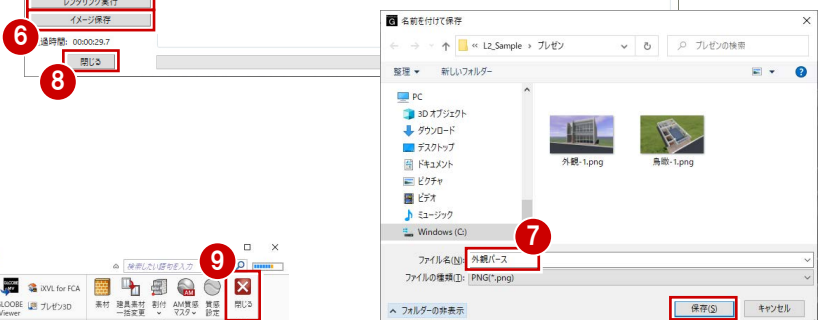 レンダリング実行
イメージ保存
6
過時間: 00:00:29.7
閉じる
8
名前を付けて保存
« L2_Sample › プレゼン
プレゼンの検索
整理
新しいフォルダー
PC
3D オブジェクト
ダウンロード
デスクトップ
ドキュメント
ピクチャ
ビデオ
ミュージック
Windows (C:)
外観-1.png
鳥瞰-1.png
7
ファイル名(N): 外観パース
ファイルの種類(T): PNG(*.png)
フォルダーの非表示
保存(S)
キャンセル
検索したい語句を入力
9
GLOOBE
Viewer
iXVL for FCA
プレゼン3D
素材
建具素材
一括変更
割付
AM質感
マスタ
質感
設定
閉じる